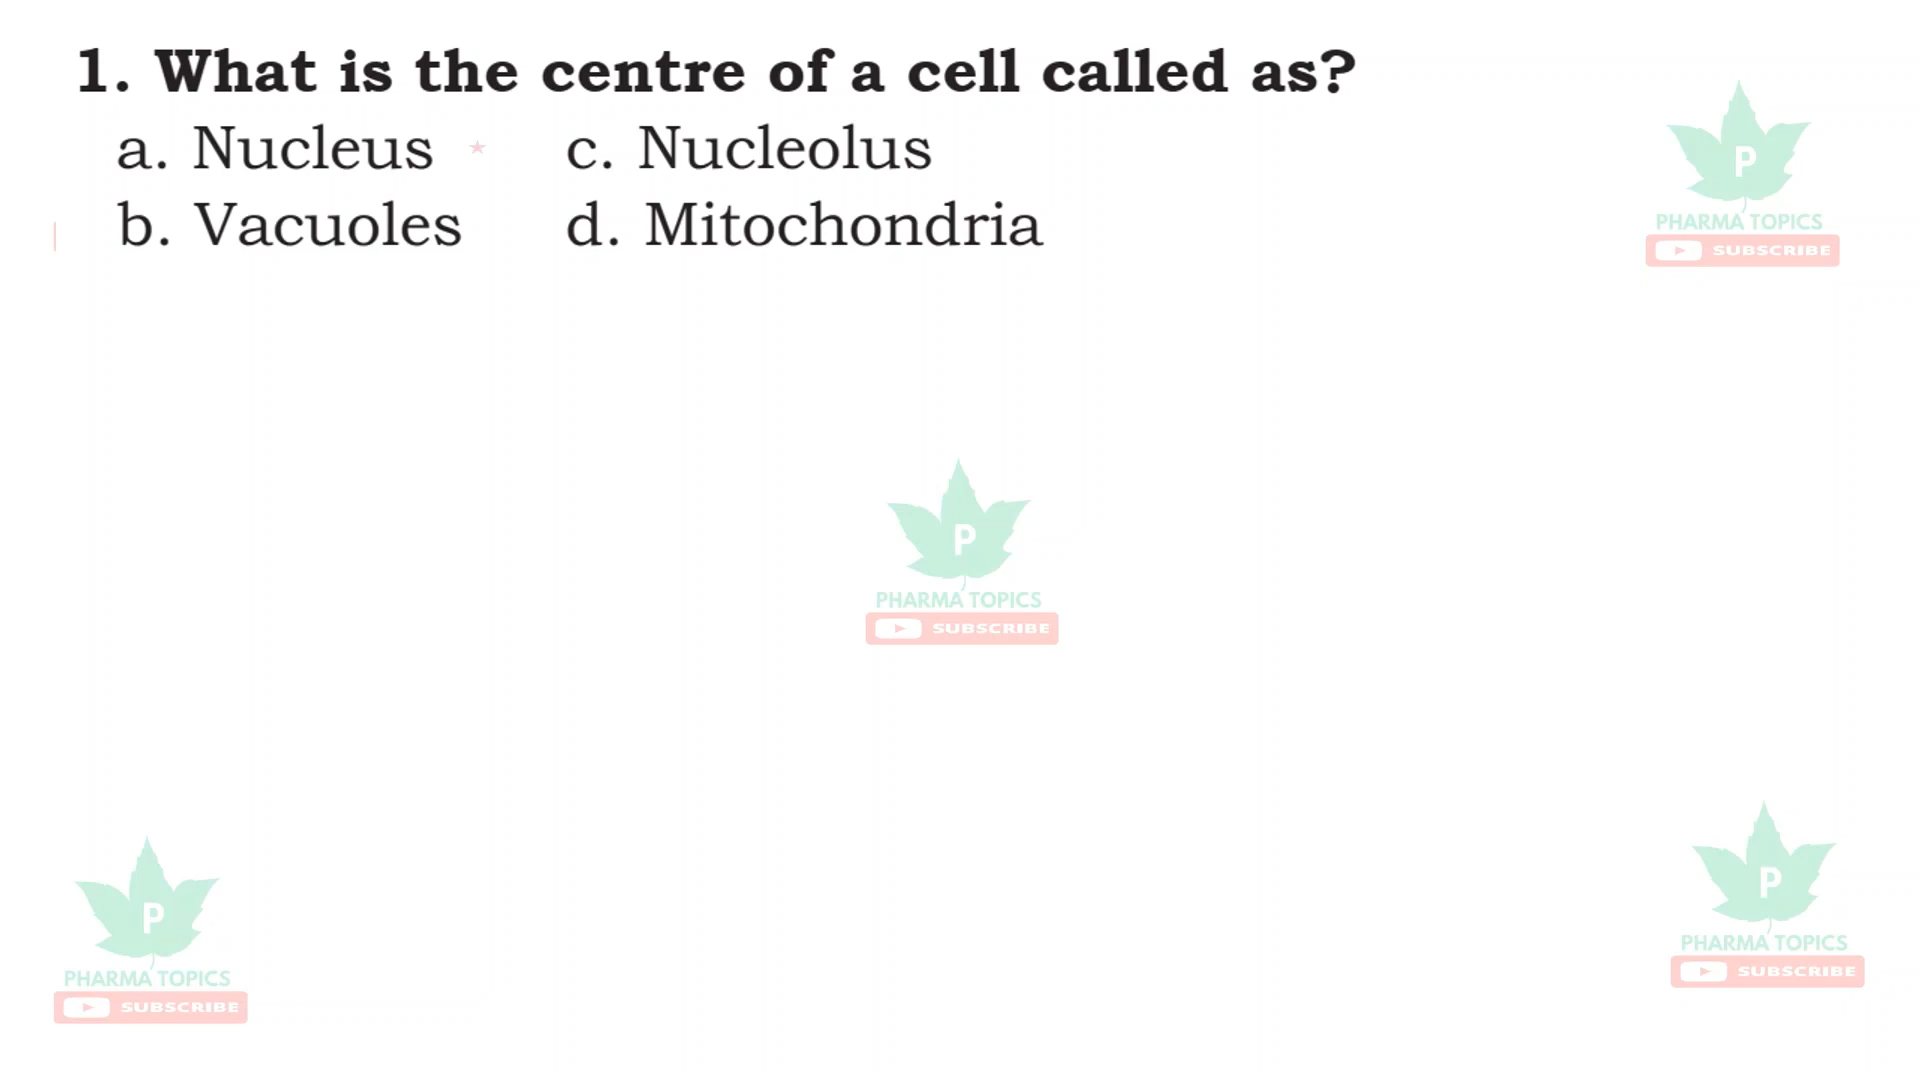 1. What is the centre of a cell called as?
a. Nucleus c. Nucleolus
b. Vacuoles d. Mitochondria
P
PHARMA TOPICS
SUBSCRIBE
P
PHARMA TOPICS
SUBSCRIBE
P
PHARMA TOPICS
SUBSCRIBE
P
PHARMA TOPICS
SUBSCRIBE